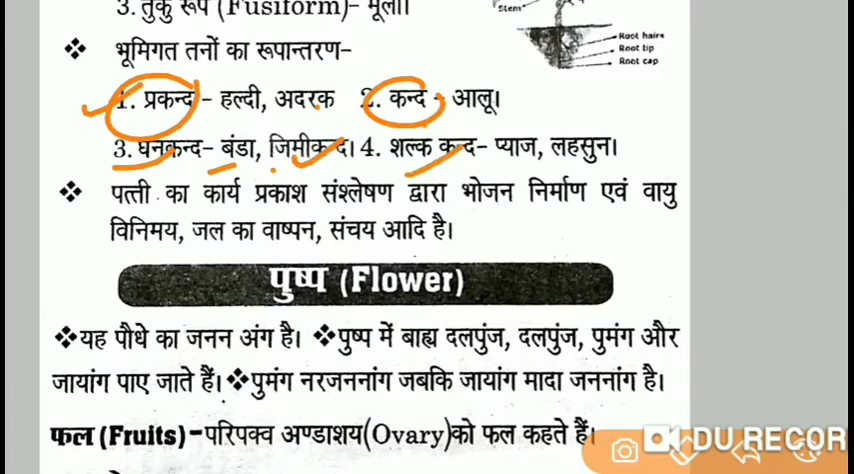 3. तुर्कु रूप (Fusiform)– मूली।
Stem
Root hairs
Root tip
Root cap
❖ भूमिगत तनों का रूपान्तरण–
1. प्रकन्द – हल्दी, अदरक 2. कन्द – आलू।
3. घनकन्द– बंडा, जिमीकन्द। 4. शल्क कन्द– प्याज, लहसुन।
❖ पत्ती का कार्य प्रकाश संश्लेषण द्वारा भोजन निर्माण एवं वायु
विनिमय, जल का वाष्पन, संचय आदि है।
पुष्प (Flower)
❖यह पौधे का जनन अंग है। ❖पुष्प में बाह्य दलपुंज, दलपुंज, पुमंग और
जायांग पाए जाते हैं। ❖पुमंग नरजननांग जबकि जायांग मादा जननांग है।
फल (Fruits) –परिपक्व अण्डाशय(Ovary)को फल कहते हैं।
DU RECOR